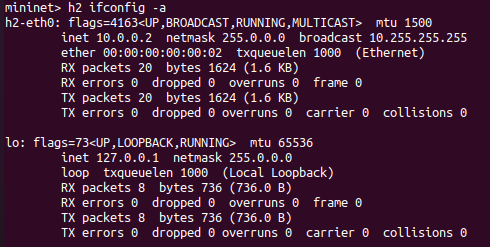 mininet> h2 ifconfig -a
h2-eth0: flags=4163<UP,BROADCAST,RUNNING,MULTICAST>  mtu 1500
        inet 10.0.0.2  netmask 255.0.0.0  broadcast 10.255.255.255
        ether 00:00:00:00:00:02  txqueuelen 1000  (Ethernet)
        RX packets 20  bytes 1624 (1.6 KB)
        RX errors 0  dropped 0  overruns 0  frame 0
        TX packets 20  bytes 1624 (1.6 KB)
        TX errors 0  dropped 0 overruns 0  carrier 0  collisions 0

lo: flags=73<UP,LOOPBACK,RUNNING>  mtu 65536
        inet 127.0.0.1  netmask 255.0.0.0
        loop  txqueuelen 1000  (Local Loopback)
        RX packets 8  bytes 736 (736.0 B)
        RX errors 0  dropped 0  overruns 0  frame 0
        TX packets 8  bytes 736 (736.0 B)
        TX errors 0  dropped 0 overruns 0  carrier 0  collisions 0